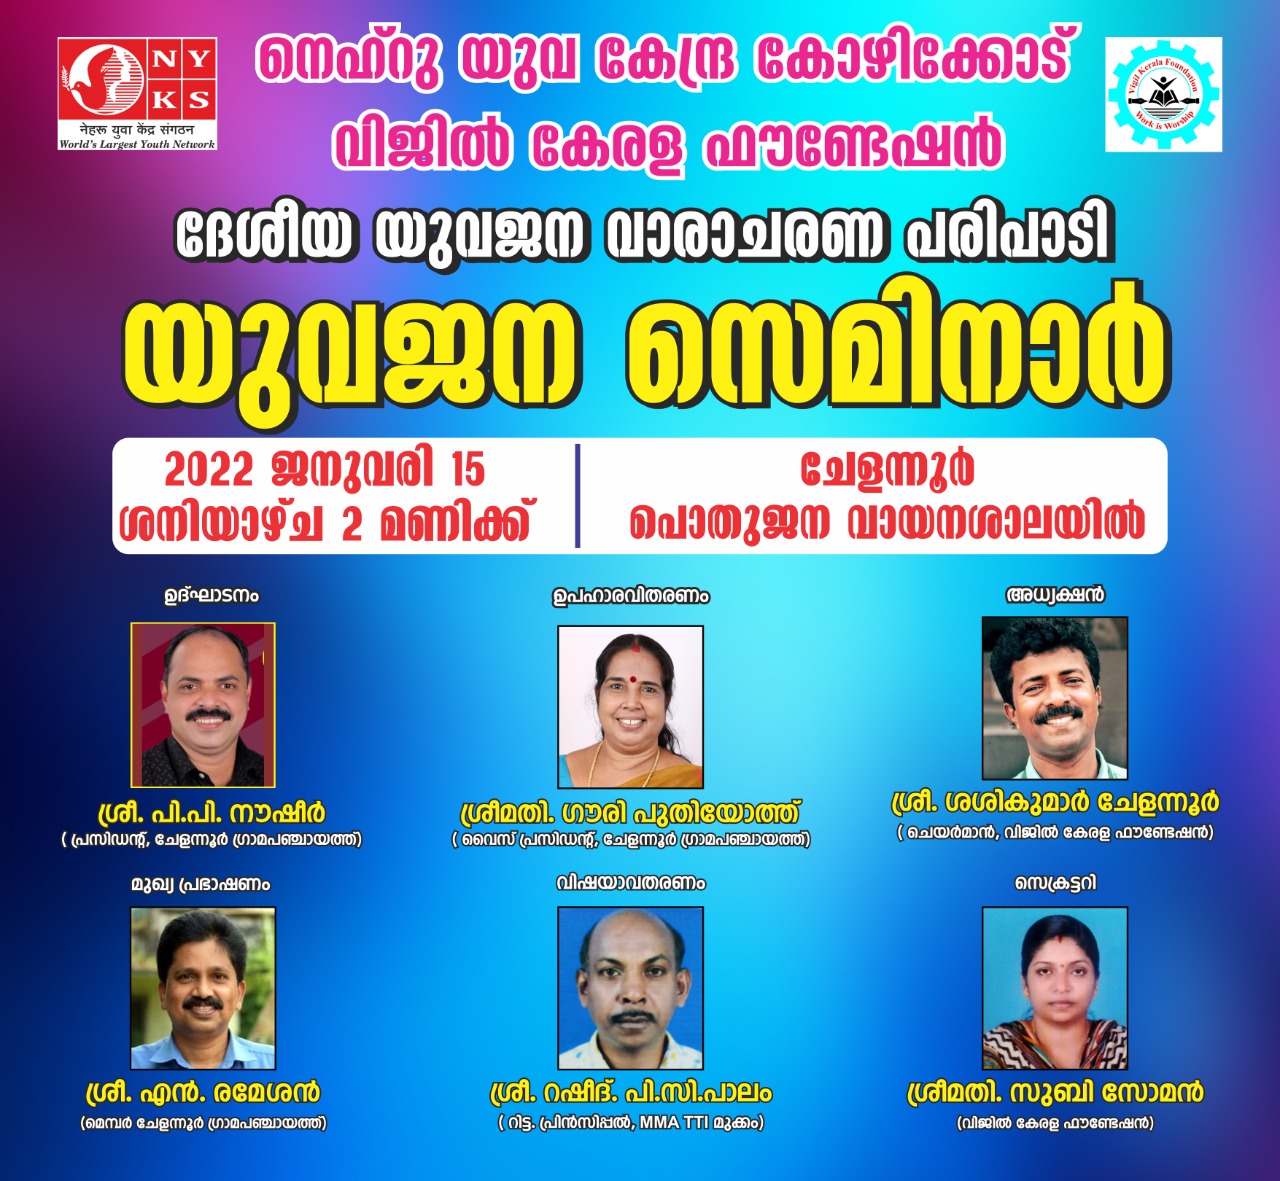 NY
KS
नेहरू युवा केंद्र संगठन
World's Largest Youth Network
നെഹ്റു യുവ കേന്ദ്ര കോഴിക്കോട്
വിജിൽ കേരള ഫൗണ്ടേഷൻ
Vigil Kerala Foundation
Work is Worship
ദേശീയ യുവജന വാരാചരണ പരിപാടി
യുവജന സെമിനാർ
2022 ജനുവരി 15
ശനിയാഴ്ച 2 മണിക്ക്
ചേളന്നൂർ
പൊതുജന വായനശാലയിൽ
ഉദ്ഘാടനം
ശ്രീ. പി.പി. നൗഷീർ
( പ്രസിഡന്റ്, ചേളന്നൂർ ഗ്രാമപഞ്ചായത്ത്)
ഉപഹാരവിതരണം
ശ്രീമതി. ഗൗരി പുതിയോത്ത്
( വൈസ് പ്രസിഡന്റ്, ചേളന്നൂർ ഗ്രാമപഞ്ചായത്ത്)
അധ്യക്ഷൻ
ശ്രീ. ശശികുമാർ ചേളന്നൂർ
( ചെയർമാൻ, വിജിൽ കേരള ഫൗണ്ടേഷൻ)
മുഖ്യ പ്രഭാഷണം
ശ്രീ. എൻ. രമേശൻ
(മെമ്പർ ചേളന്നൂർ ഗ്രാമപഞ്ചായത്ത്)
വിഷയാവതരണം
ശ്രീ. റഷീദ്. പി.സി.പാലം
( റിട്ട. പ്രിൻസിപ്പൽ, MMA TTI മുക്കം)
സെക്രട്ടറി
ശ്രീമതി. സുബി സോമൻ
(വിജിൽ കേരള ഫൗണ്ടേഷൻ)